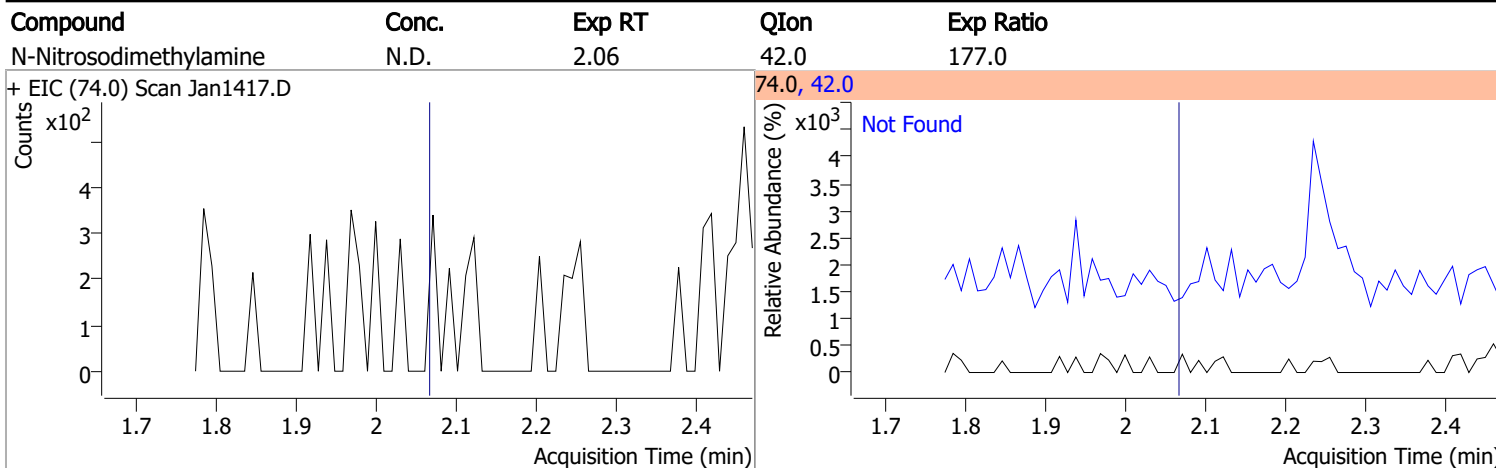 Compound Conc. Exp RT QIon Exp Ratio
N-Nitrosodimethylamine N.D. 2.06 42.0 177.0
+ EIC (74.0) Scan Jan1417.D
Counts
x10²
4
3
2
1
0
1.7 1.8 1.9 2 2.1 2.2 2.3 2.4
Acquisition Time (min)
74.0, 42.0
Relative Abundance (%)
x10³
Not Found
4
3.5
3
2.5
2
1.5
1
0.5
0
1.7 1.8 1.9 2 2.1 2.2 2.3 2.4
Acquisition Time (min)